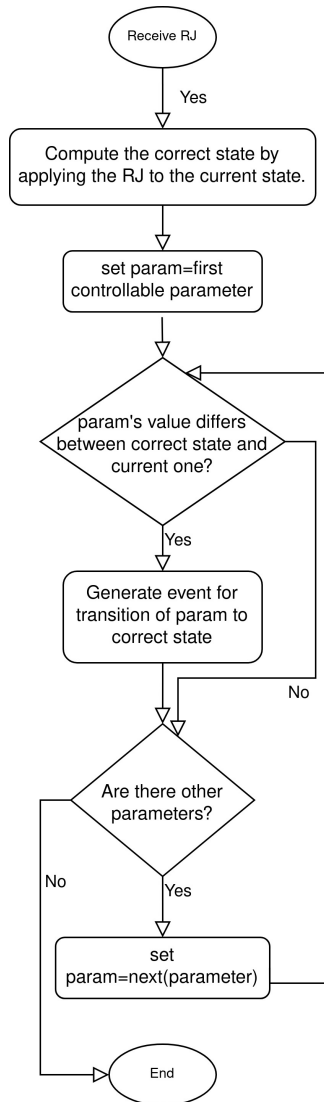 Receive RJ
Yes
Compute the correct state by
applying the RJ to the current state.
set param=first
controllable parameter
param's value differs
between correct state and
current one?
Yes
Generate event for
transition of param to
correct state
No
Are there other
parameters?
No
Yes
set
param=next(parameter)
End